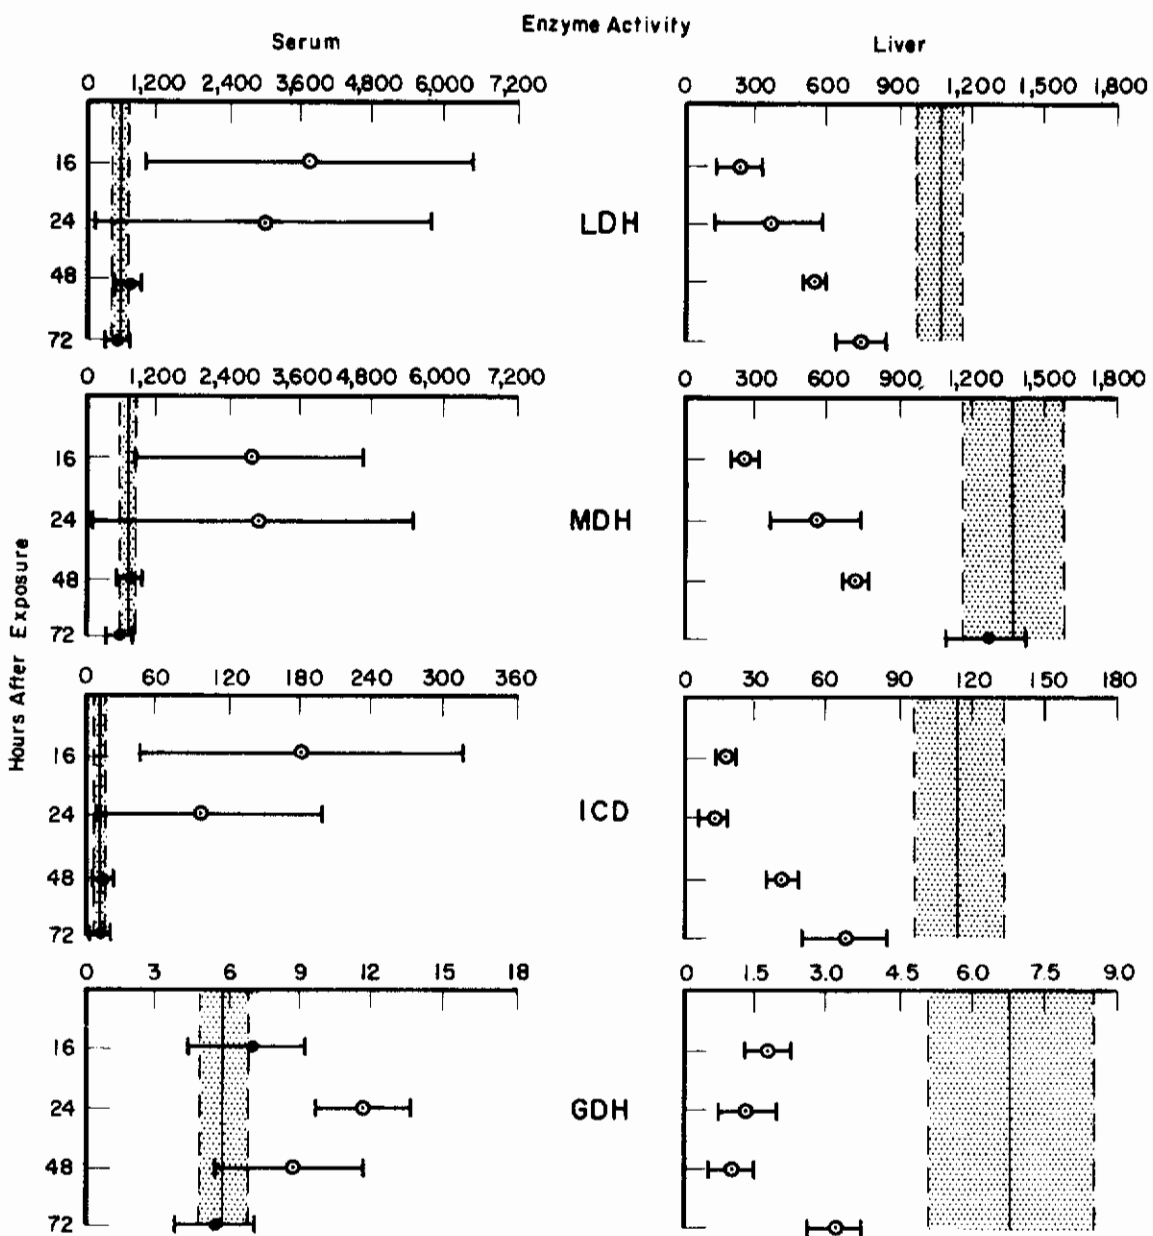 Enzyme Activity
Serum
Liver
0 1,200 2,400 3,600 4,800 6,000 7,200
0 300 600 900 1,200 1,500 1,800
16
24
48
72
LDH
0 1,200 2,400 3,600 4,800 6,000 7,200
0 300 600 900 1,200 1,500 1,800
16
24
48
72
MDH
Hours After Exposure
0 60 120 180 240 300 360
0 30 60 90 120 150 180
16
24
48
72
ICD
0 3 6 9 12 15 18
0 1.5 3.0 4.5 6.0 7.5 9.0
16
24
48
72
GDH